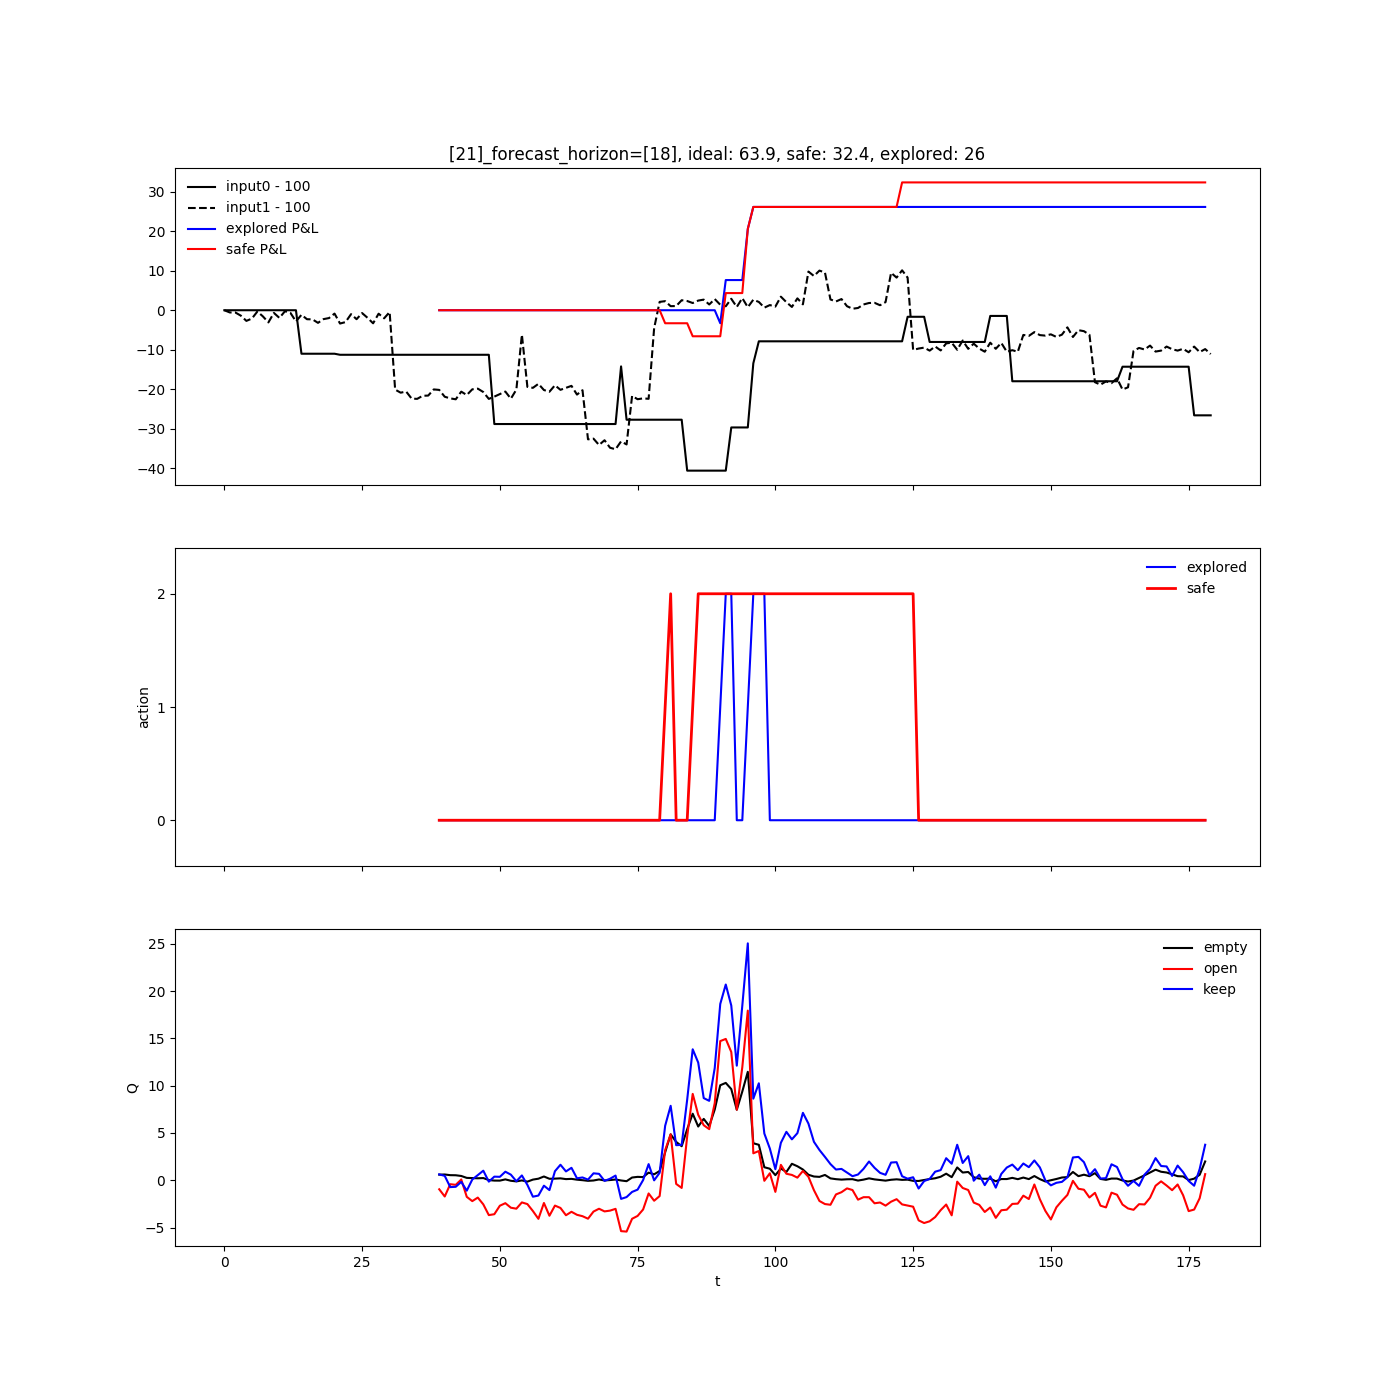 [21]_forecast_horizon=[18], ideal: 63.9, safe: 32.4, explored: 26
input0 - 100
input1 - 100
explored P&L
safe P&L
30
20
10
0
−10
−20
−30
−40
explored
safe
2
1
0
action
empty
open
keep
25
20
15
10
5
0
−5
Q
0 25 50 75 100 125 150 175
t